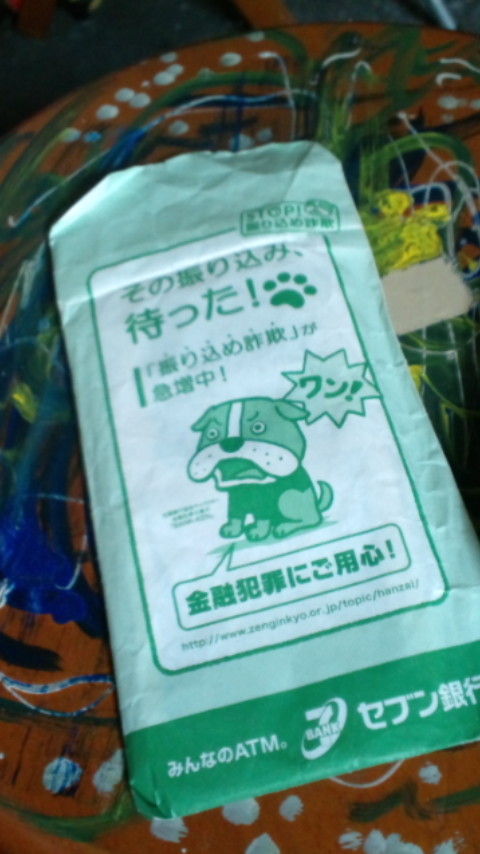 STOP!
振り込め詐欺
その振り込み、
待った！
「振り込め詐欺」が
急増中！
ワン！
金融犯罪にご用心！
http://www.zenginkyo.or.jp/topic/hanzai/
みんなのATM。
7
BANK
セブン銀行